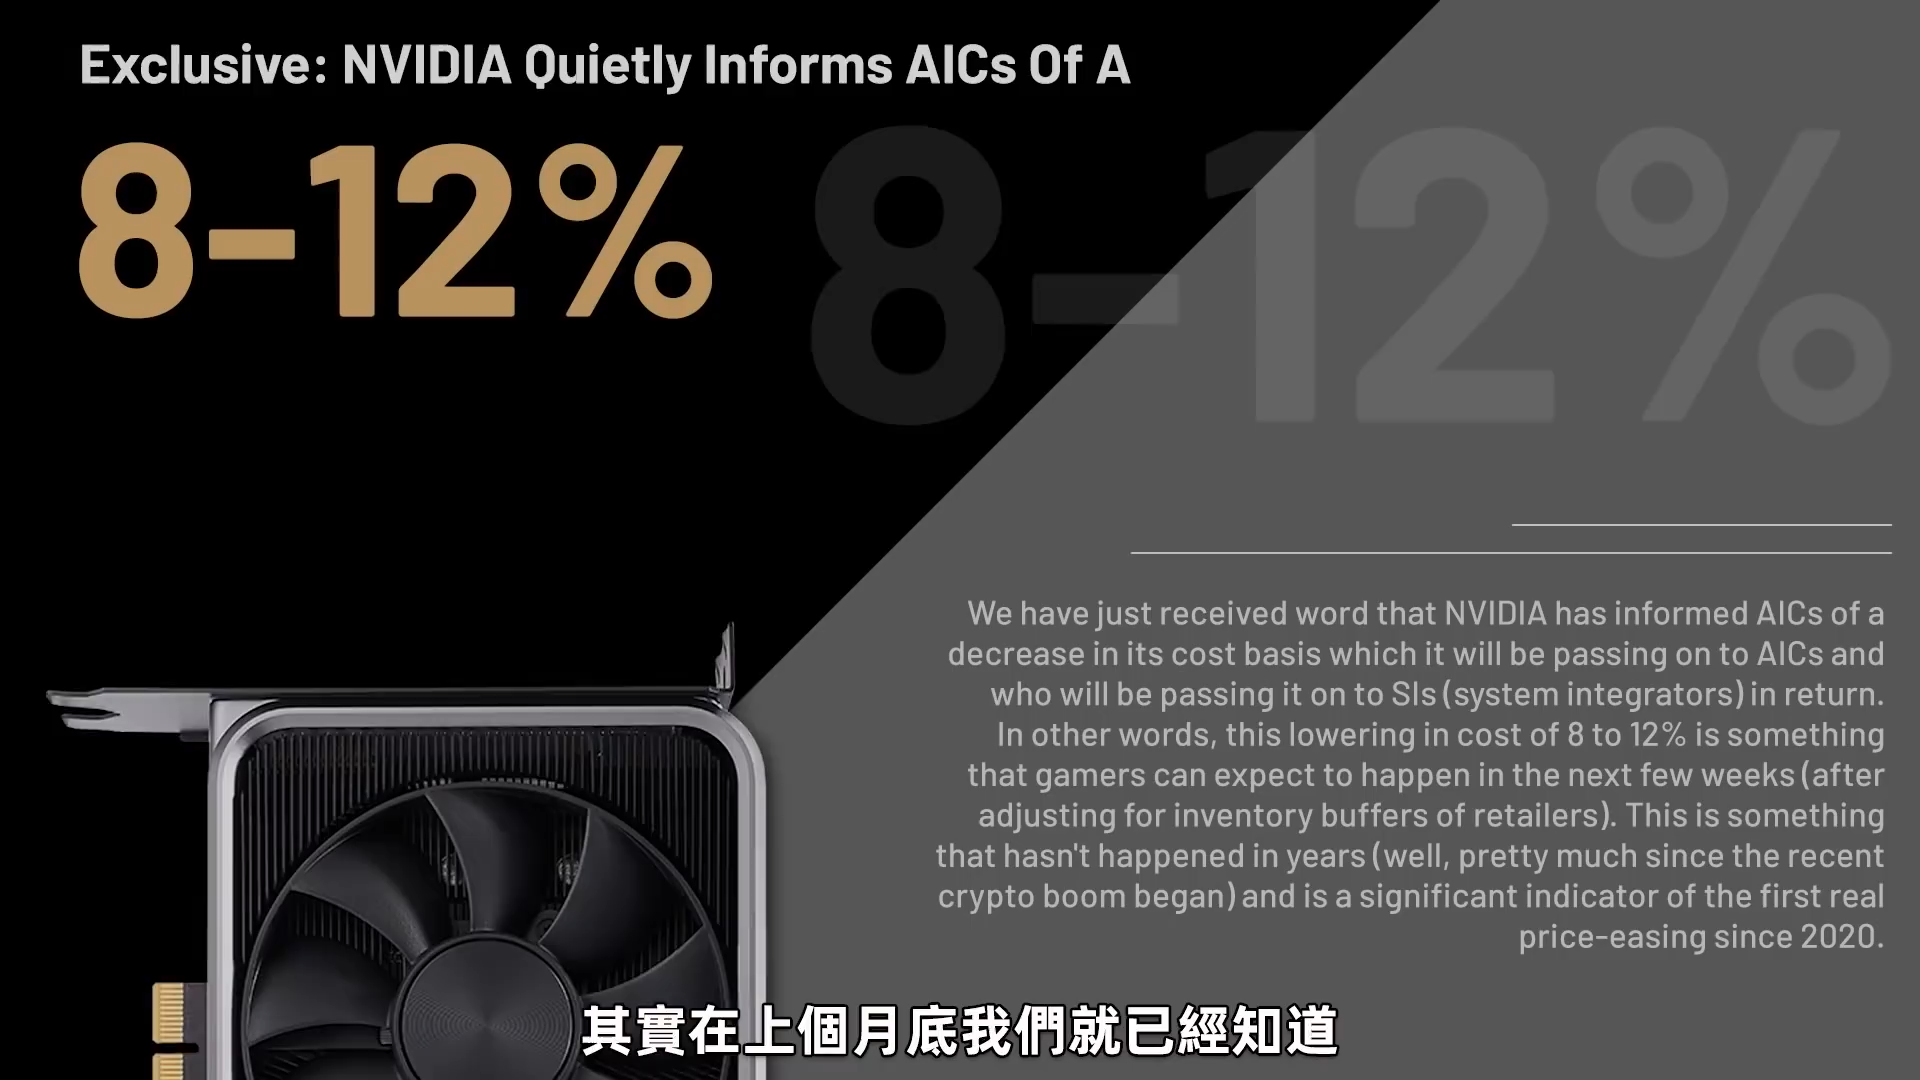 Exclusive: NVIDIA Quietly Informs AICs Of A
8-12%
8-12%
We have just received word that NVIDIA has informed AICs of a
decrease in its cost basis which it will be passing on to AICs and
who will be passing it on to SIs (system integrators) in return.
In other words, this lowering in cost of 8 to 12% is something
that gamers can expect to happen in the next few weeks (after
adjusting for inventory buffers of retailers). This is something
that hasn't happened in years (well, pretty much since the recent
crypto boom began) and is a significant indicator of the first real
price-easing since 2020.
其實在上個月底我們就已經知道